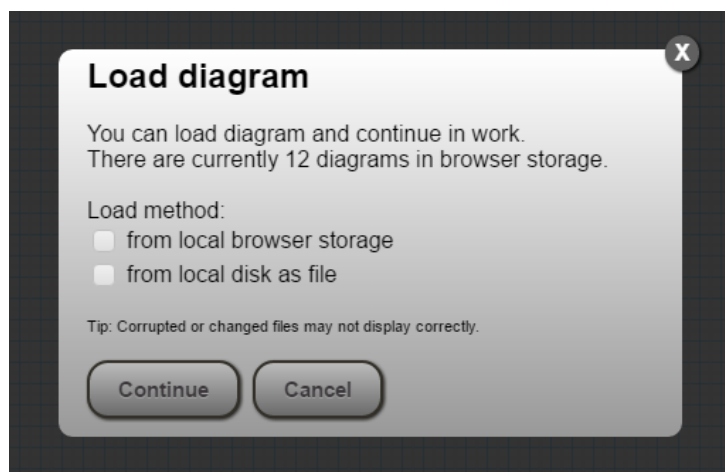 X
Load diagram
You can load diagram and continue in work.
There are currently 12 diagrams in browser storage.
Load method:
from local browser storage
from local disk as file
Tip: Corrupted or changed files may not display correctly.
Continue Cancel